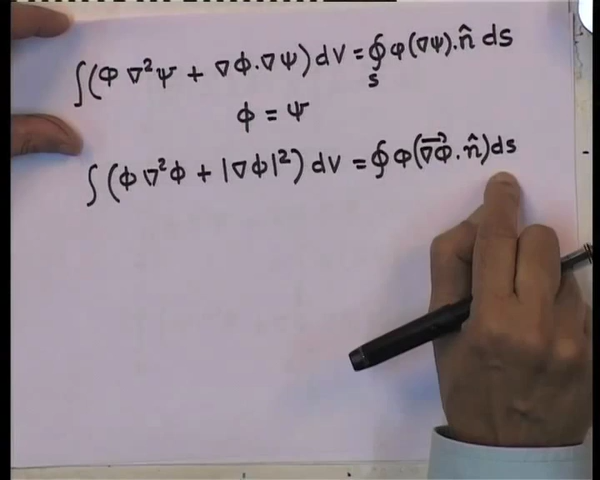 ∫(φ ∇²ψ + ∇φ.∇ψ) dV = ∮ φ(∇ψ).n̂ ds
S
φ = ψ
∫(φ ∇²φ + |∇φ|²) dV = ∮ φ(∇⃗φ.n̂) ds